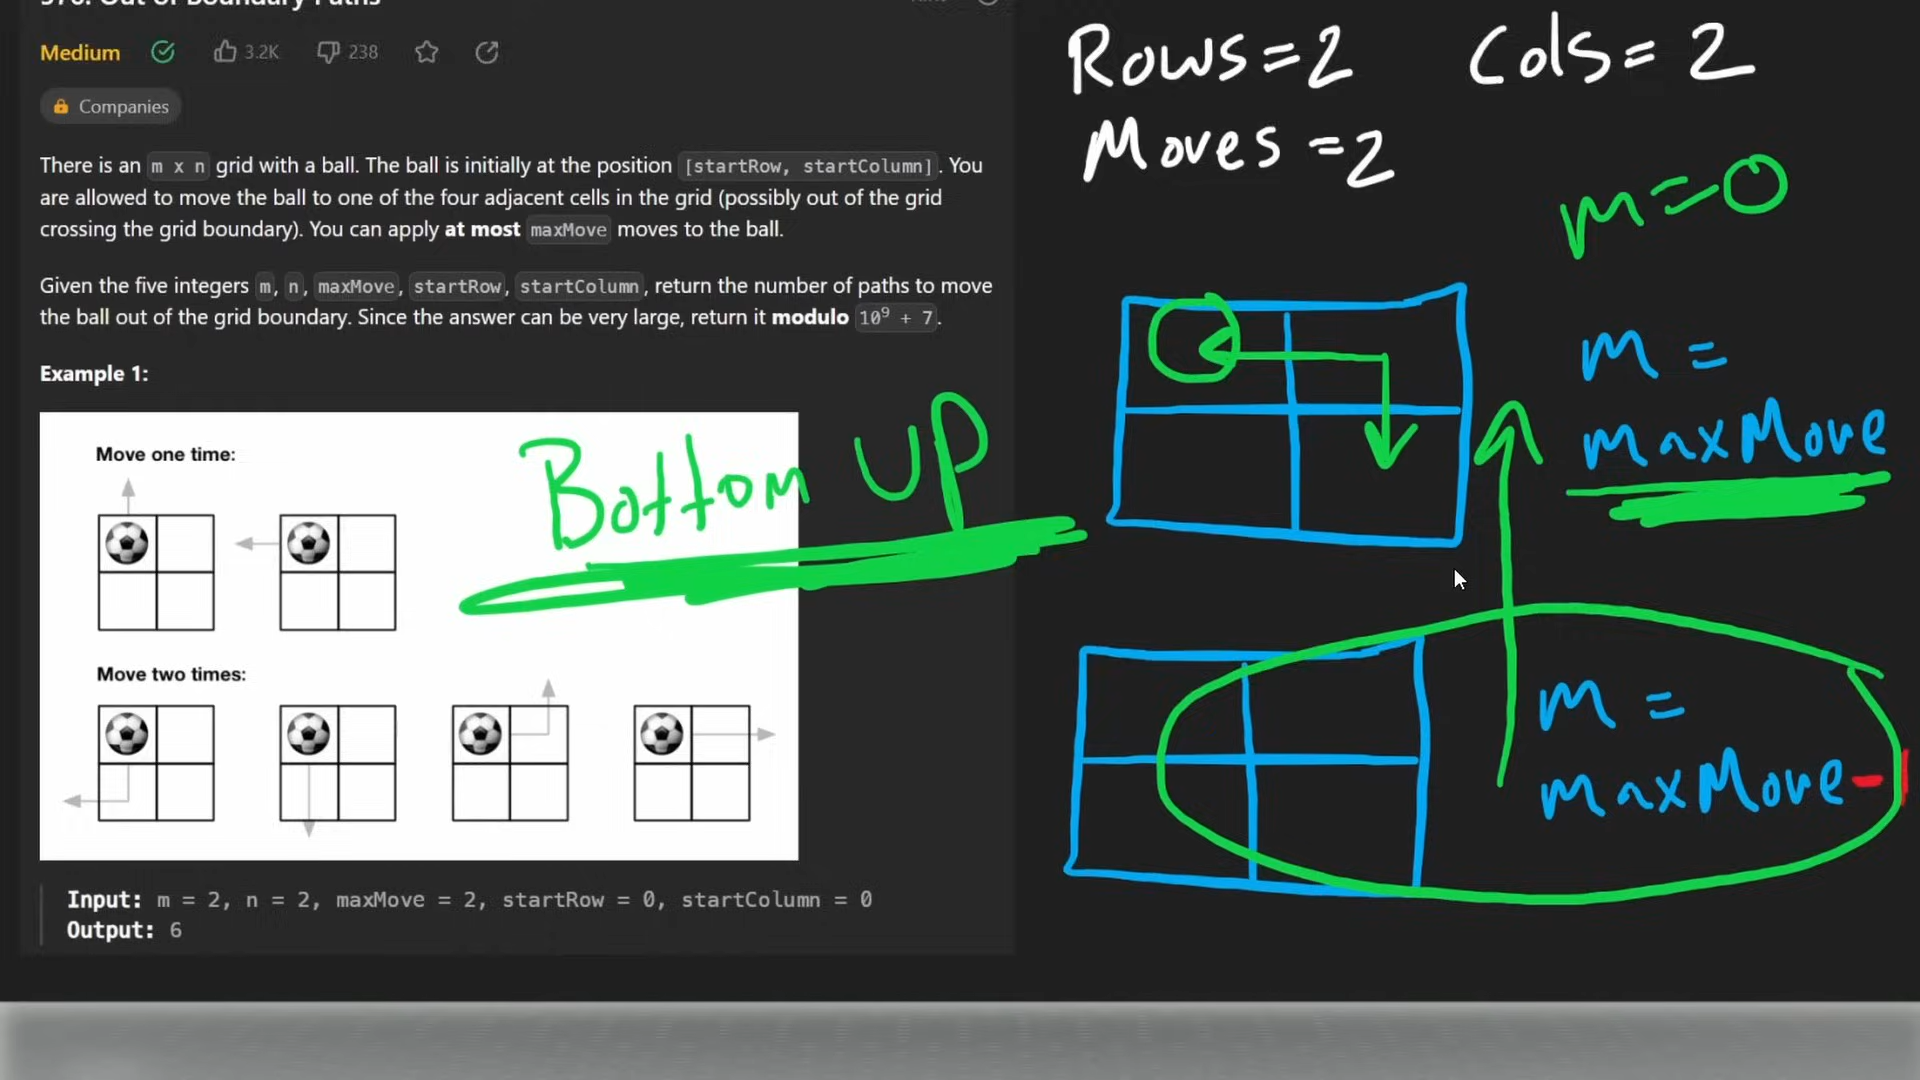 Medium 3.2K 238
Companies
There is an m x n grid with a ball. The ball is initially at the position [startRow, startColumn]. You
are allowed to move the ball to one of the four adjacent cells in the grid (possibly out of the grid
crossing the grid boundary). You can apply at most maxMove moves to the ball.
Given the five integers m, n, maxMove, startRow, startColumn, return the number of paths to move
the ball out of the grid boundary. Since the answer can be very large, return it modulo 10⁹ + 7.
Example 1:
Move one time:
Move two times:
Input: m = 2, n = 2, maxMove = 2, startRow = 0, startColumn = 0
Output: 6
Bottom UP
Rows = 2 Cols = 2
Moves = 2
m = 0
m =
maxMove
m =
maxMove - 1